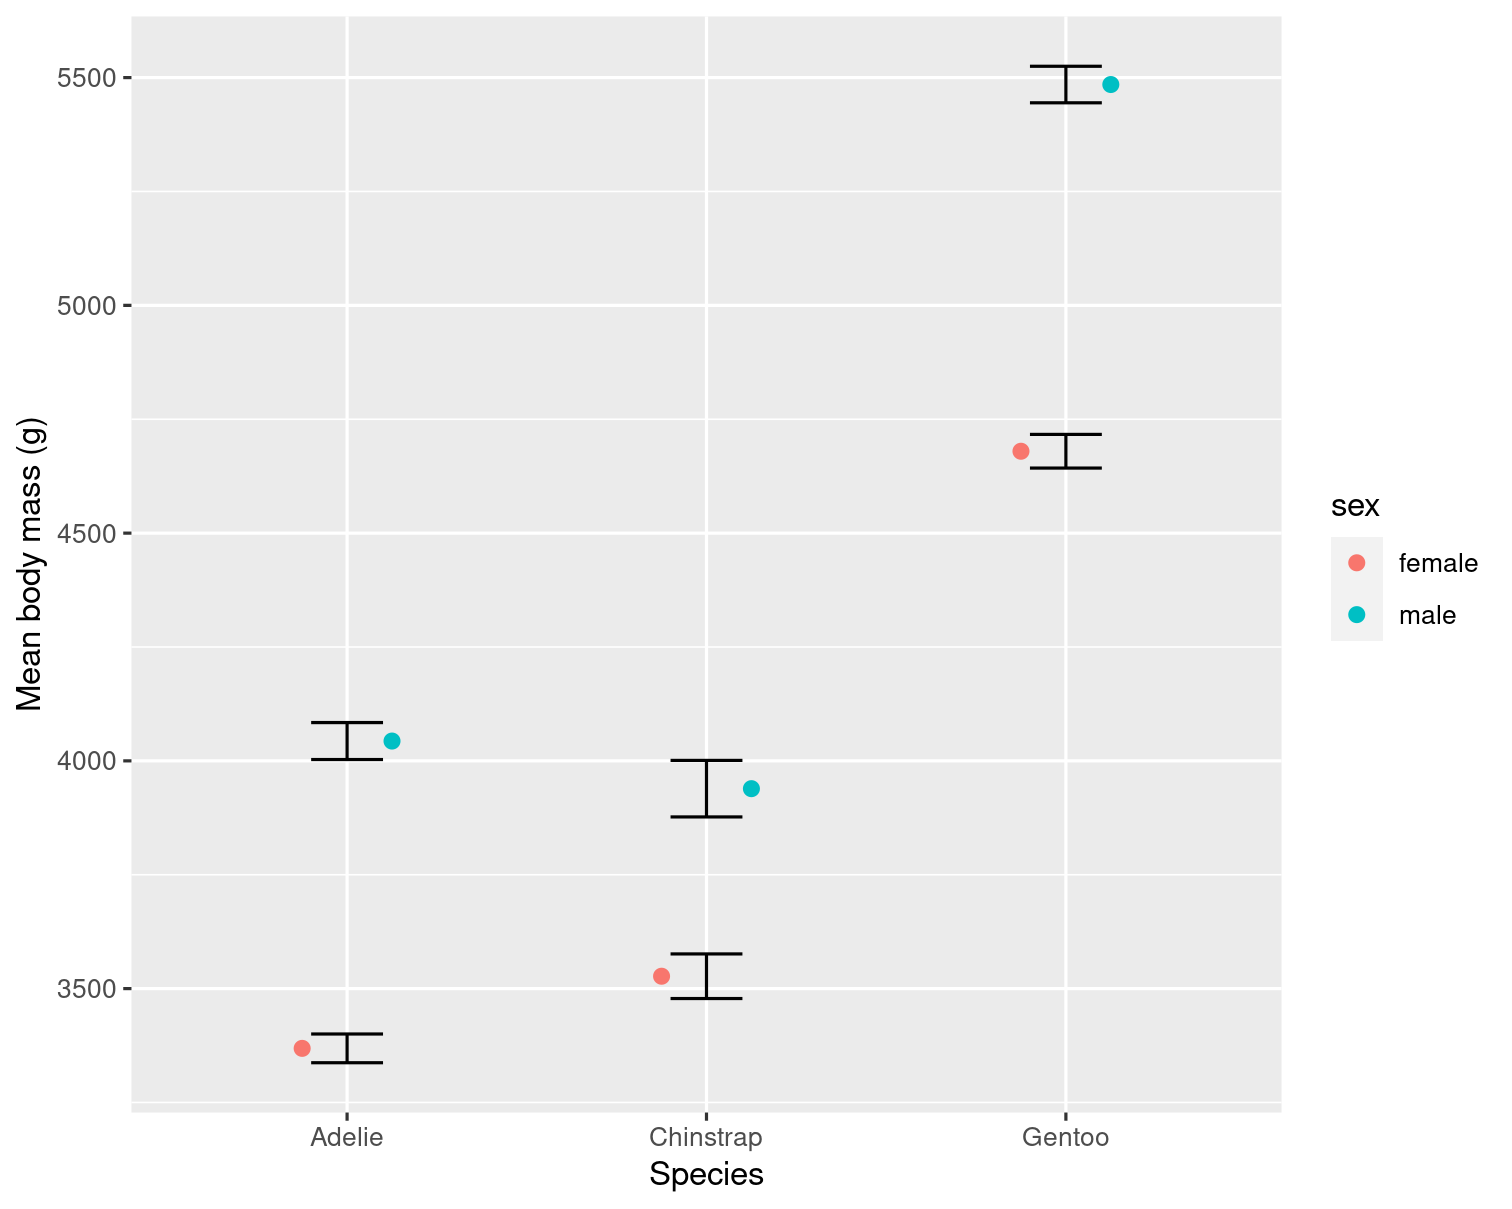 5500
5000
4500
4000
3500
Mean body mass (g)
Adelie Chinstrap Gentoo
Species
sex
female
male